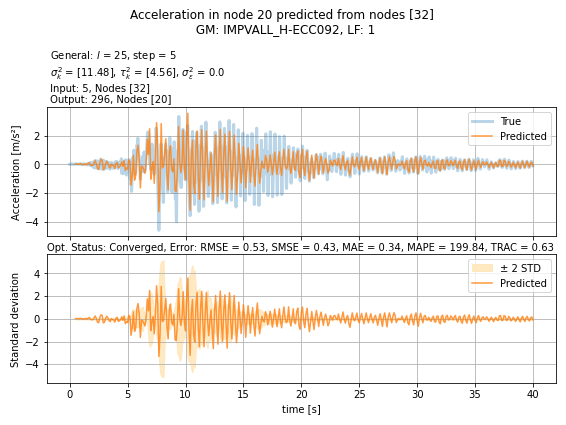 Acceleration in node 20 predicted from nodes [32]
GM: IMPVALL_H-ECC092, LF: 1
General: l = 25, step = 5
σ²ₖ = [11.48], τ²ₖ = [4.56], σ²ε = 0.0
Input: 5, Nodes [32]
Output: 296, Nodes [20]
Acceleration [m/s²]
2
0
−2
−4
True
Predicted
Opt. Status: Converged, Error: RMSE = 0.53, SMSE = 0.43, MAE = 0.34, MAPE = 199.84, TRAC = 0.63
Standard deviation
4
2
0
−2
−4
± 2 STD
Predicted
0 5 10 15 20 25 30 35 40
time [s]